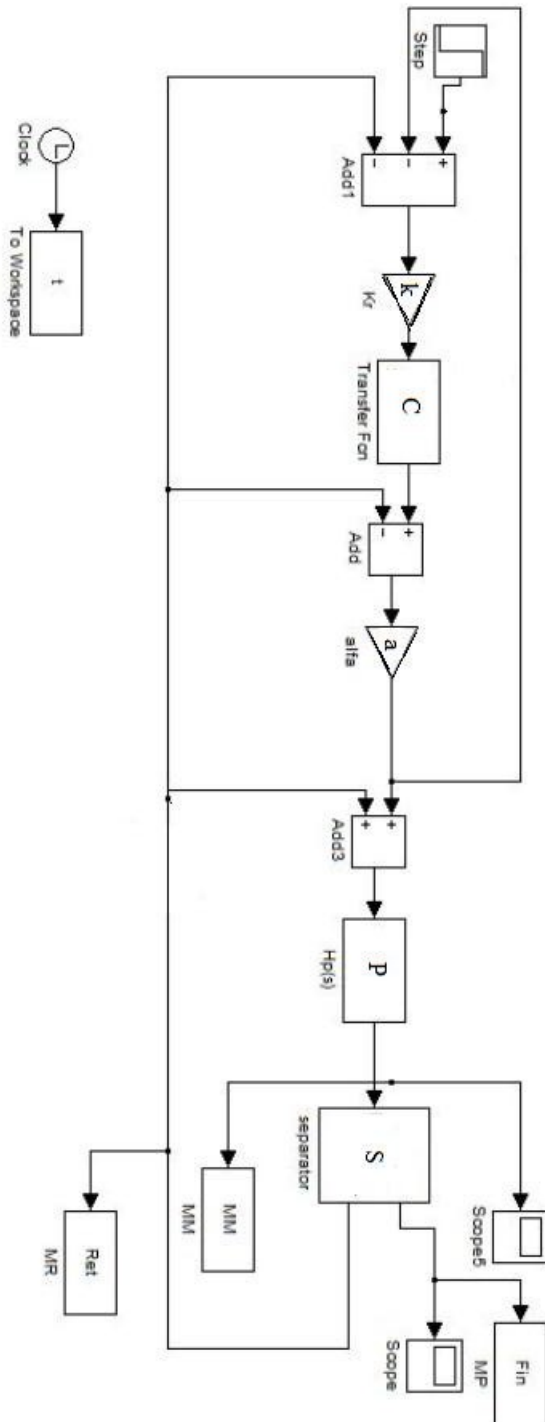 Step
+
-
-
Add1
k
Kr
C
Transfer Fcn
+
-
Add
a
alfa
+
+
Add3
P
Hp(s)
S
separator
Scope5
Fin
MP
Scope
MM
MM
Ret
MR
Clock
t
To Workspace